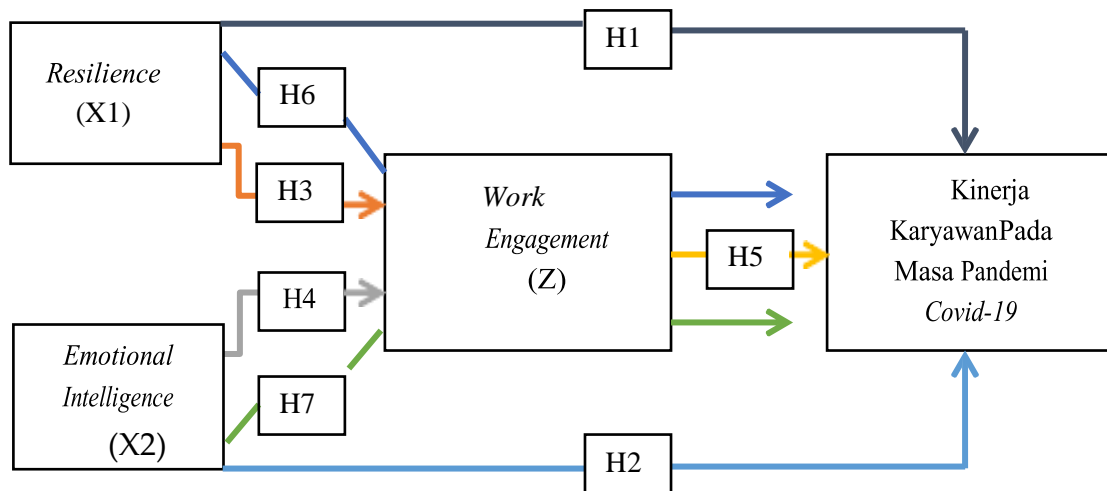 H1
Resilience
(X1)
H6
H3
Work
Engagement
(Z)
Kinerja
KaryawanPada
Masa Pandemi
Covid-19
H5
H4
Emotional
Intelligence
(X2)
H7
H2